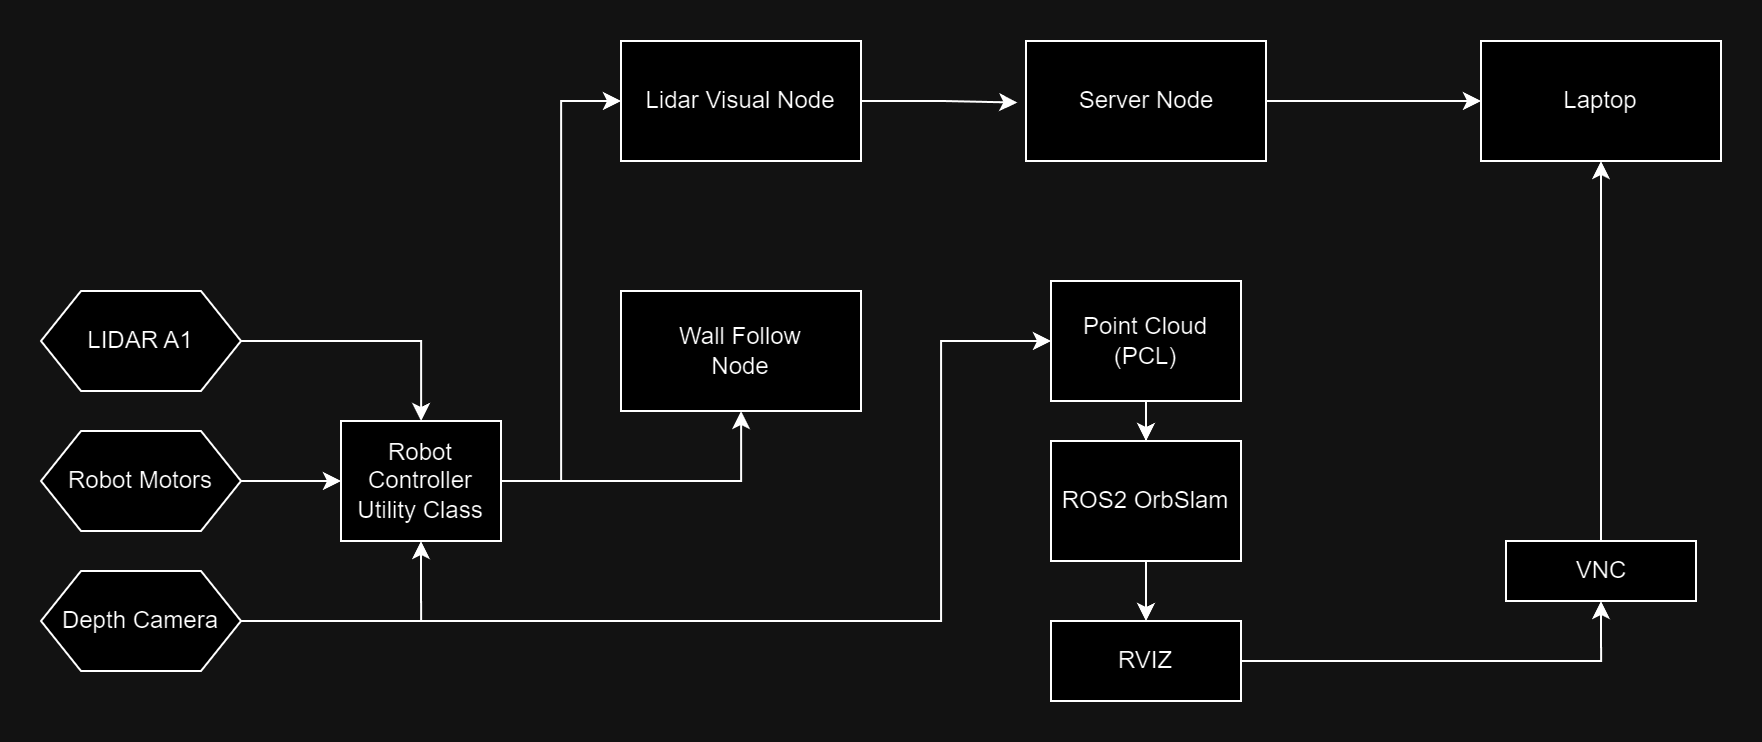 Lidar Visual Node
Server Node
Laptop
LIDAR A1
Wall Follow
Node
Point Cloud
(PCL)
Robot Motors
Robot
Controller
Utility Class
ROS2 OrbSlam
Depth Camera
VNC
RVIZ